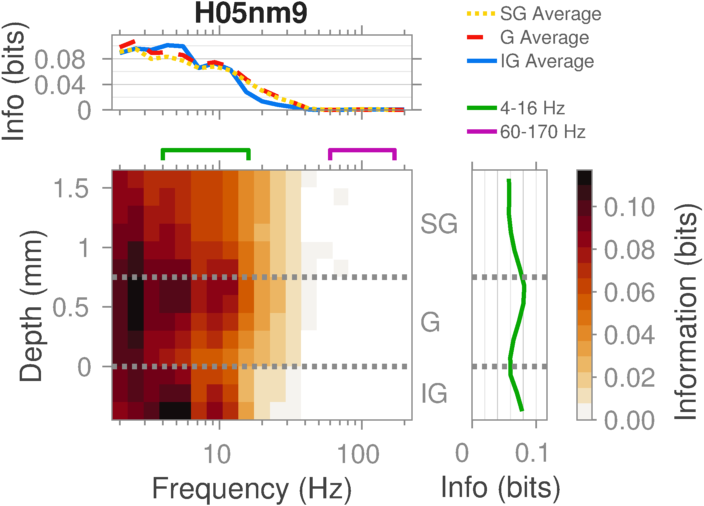 H05nm9
SG Average
G Average
IG Average
4-16 Hz
60-170 Hz
Info (bits)
0.08
0.04
0
Depth (mm)
1.5
1
0.5
0
10
100
Frequency (Hz)
SG
G
IG
0
0.1
Info (bits)
0.10
0.08
0.06
0.04
0.02
0.00
Information (bits)